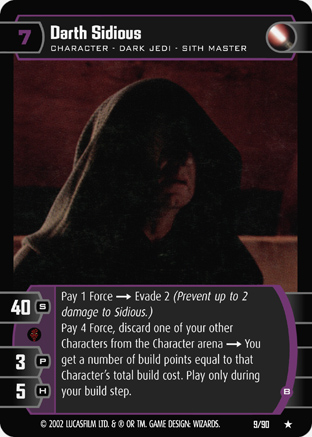 7 Darth Sidious
CHARACTER - DARK JEDI - SITH MASTER
40 S
3 P
5 H
Pay 1 Force → Evade 2 (Prevent up to 2
damage to Sidious.)
Pay 4 Force, discard one of your other
Characters from the Character arena → You
get a number of build points equal to that
Character's total build cost. Play only during
your build step.
B
© 2002 LUCASFILM LTD. & ® OR TM. GAME DESIGN: WIZARDS. 9/90 ★